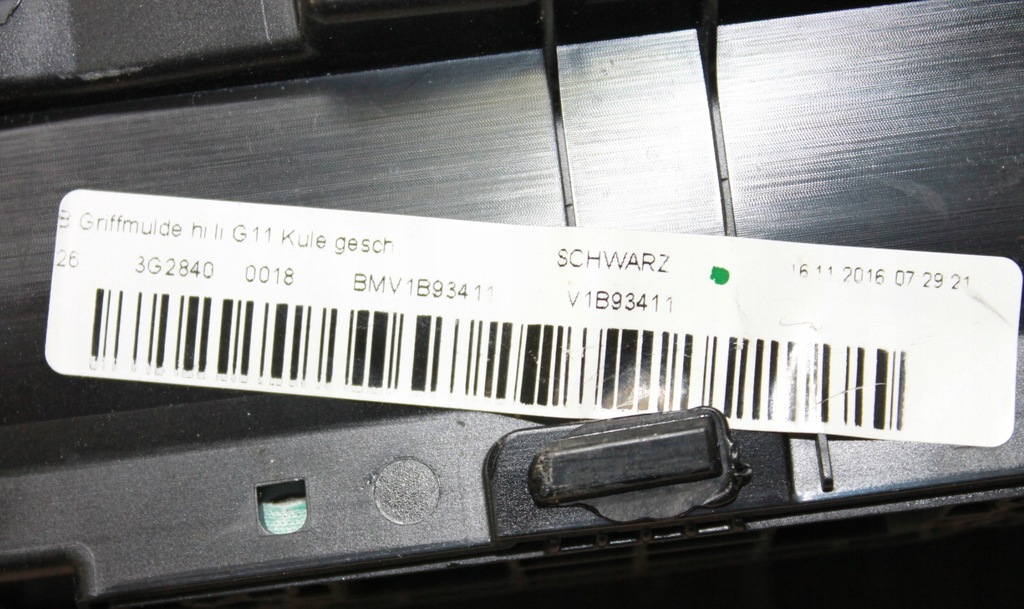 Griffmulde hi li G11 Kule gesch SCHWARZ 16.11.2016 07 29 21
26 3G2840 0018 BMV1B93411 V1B93411